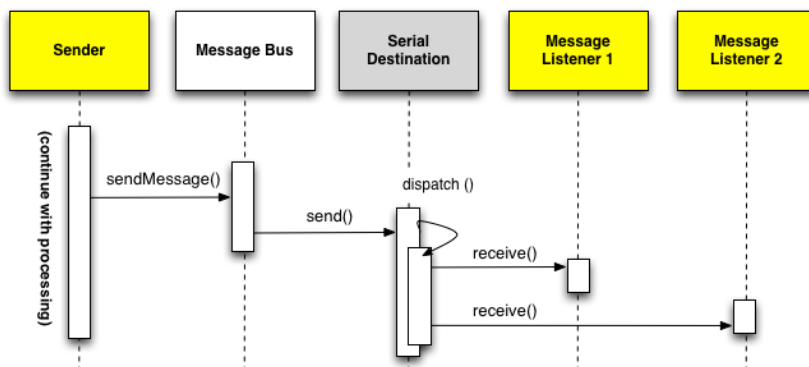 Sender
Message Bus
Serial
Destination
Message
Listener 1
Message
Listener 2
(continue with processing)
sendMessage()
dispatch ()
send()
receive()
receive()